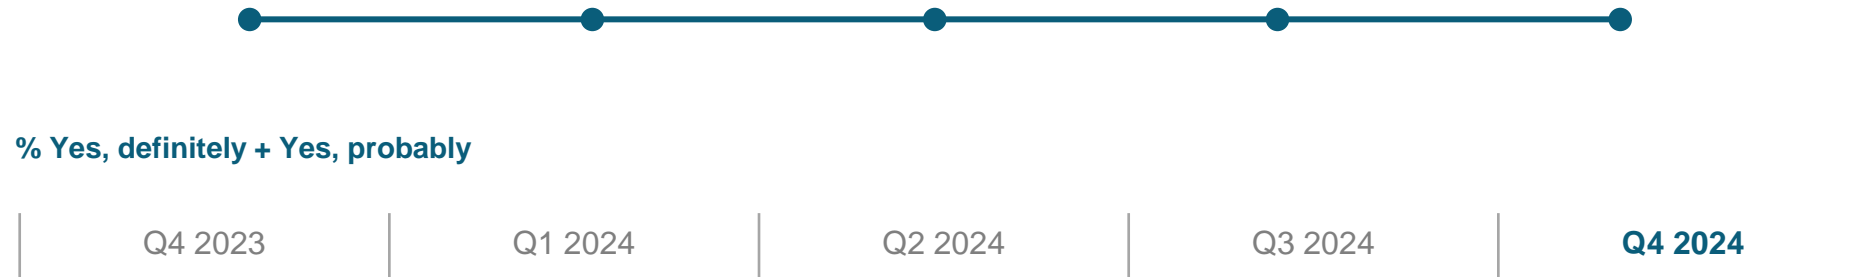 % Yes, definitely + Yes, probably
Q4 2023 Q1 2024 Q2 2024 Q3 2024 Q4 2024